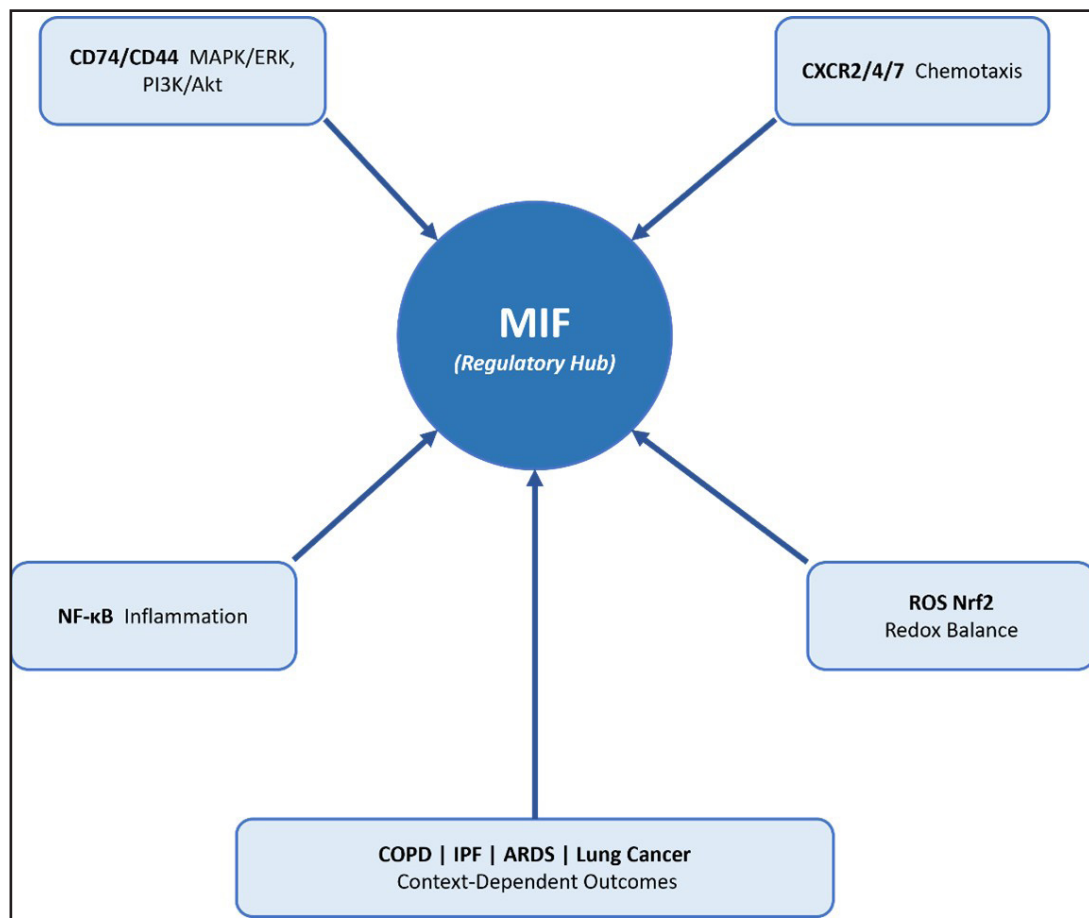 CD74/CD44 MAPK/ERK,
PI3K/Akt
CXCR2/4/7 Chemotaxis
MIF
(Regulatory Hub)
NF-κB Inflammation
ROS Nrf2
Redox Balance
COPD | IPF | ARDS | Lung Cancer
Context-Dependent Outcomes